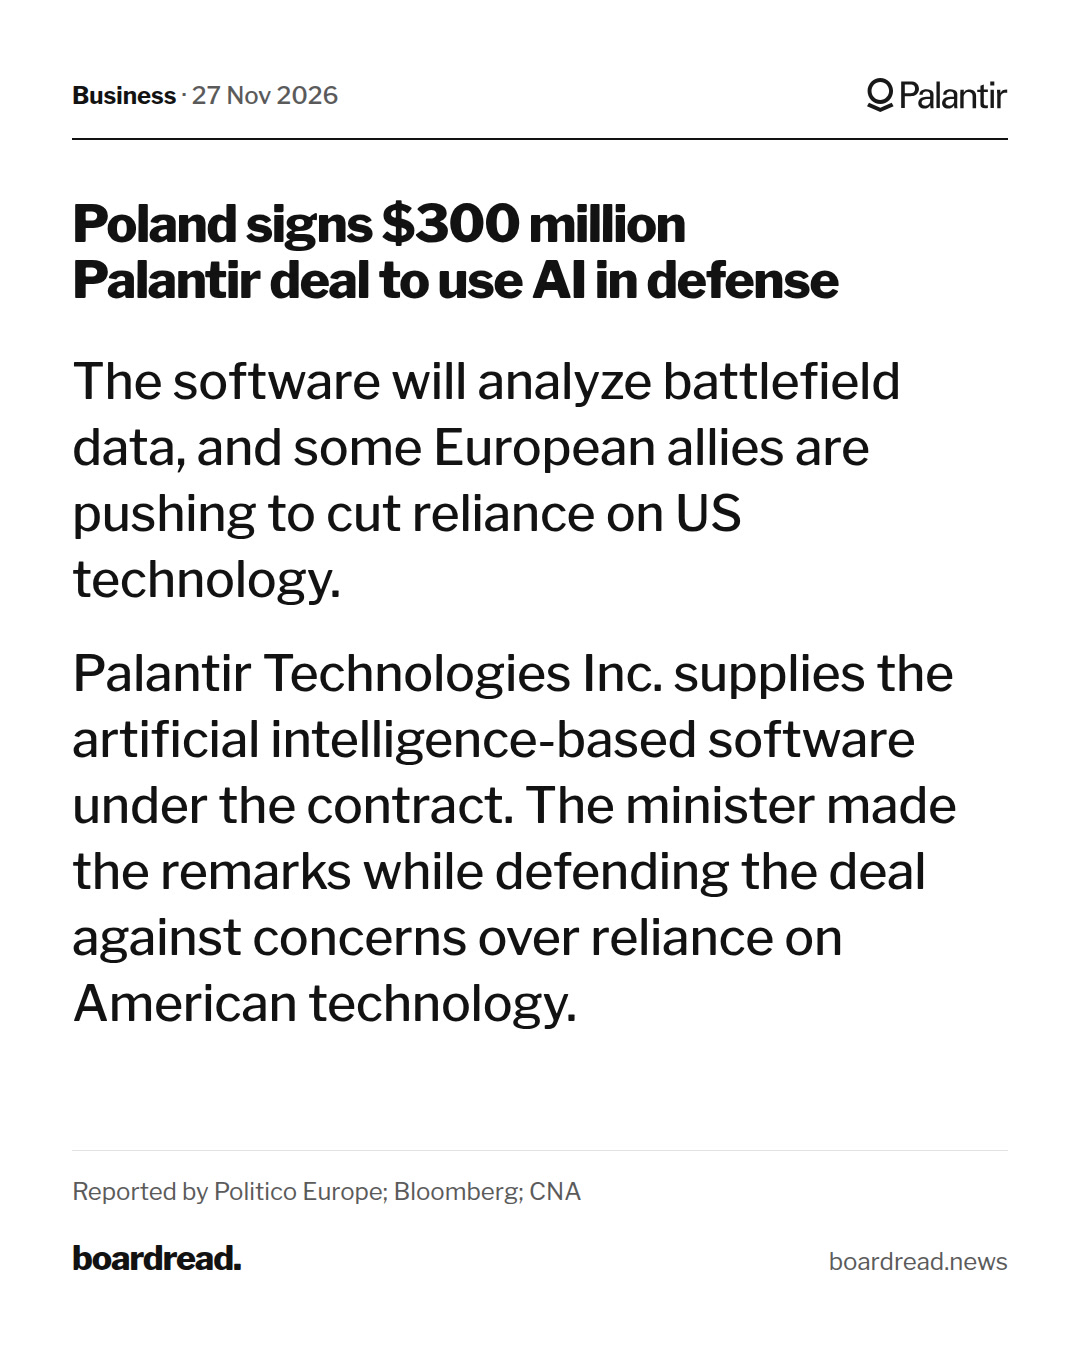 Business · 27 Nov 2026
Palantir
Poland signs $300 million
Palantir deal to use AI in defense
The software will analyze battlefield
data, and some European allies are
pushing to cut reliance on US
technology.
Palantir Technologies Inc. supplies the
artificial intelligence-based software
under the contract. The minister made
the remarks while defending the deal
against concerns over reliance on
American technology.
Reported by Politico Europe; Bloomberg; CNA
boardread.
boardread.news